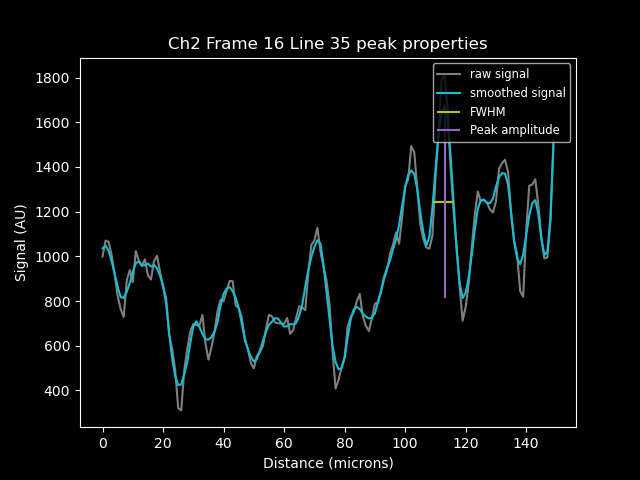 Ch2 Frame 16 Line 35 peak properties
raw signal
smoothed signal
FWHM
Peak amplitude
Signal (AU)
1800
1600
1400
1200
1000
800
600
400
0 20 40 60 80 100 120 140
Distance (microns)